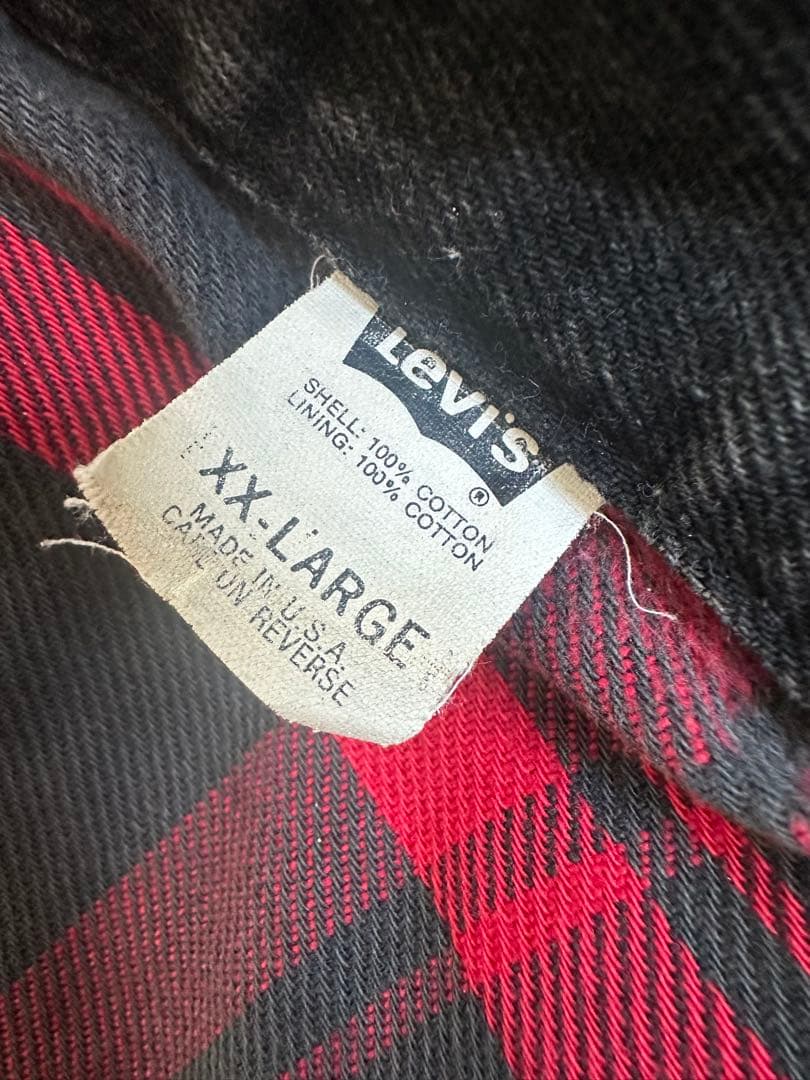 Levi's ®
SHELL: 100% COTTON
LINING: 100% COTTON
XX-LARGE
MADE IN U.S.A.
CARE ON REVERSE